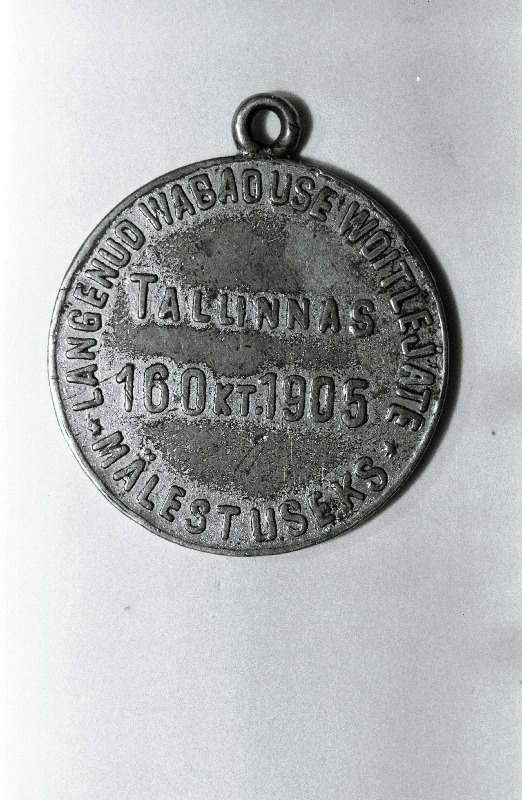 LANGENUD WABADUSE WÕITLEJATE
TALLINNAS
16 OKT. 1905
* MÄLESTUSEKS *